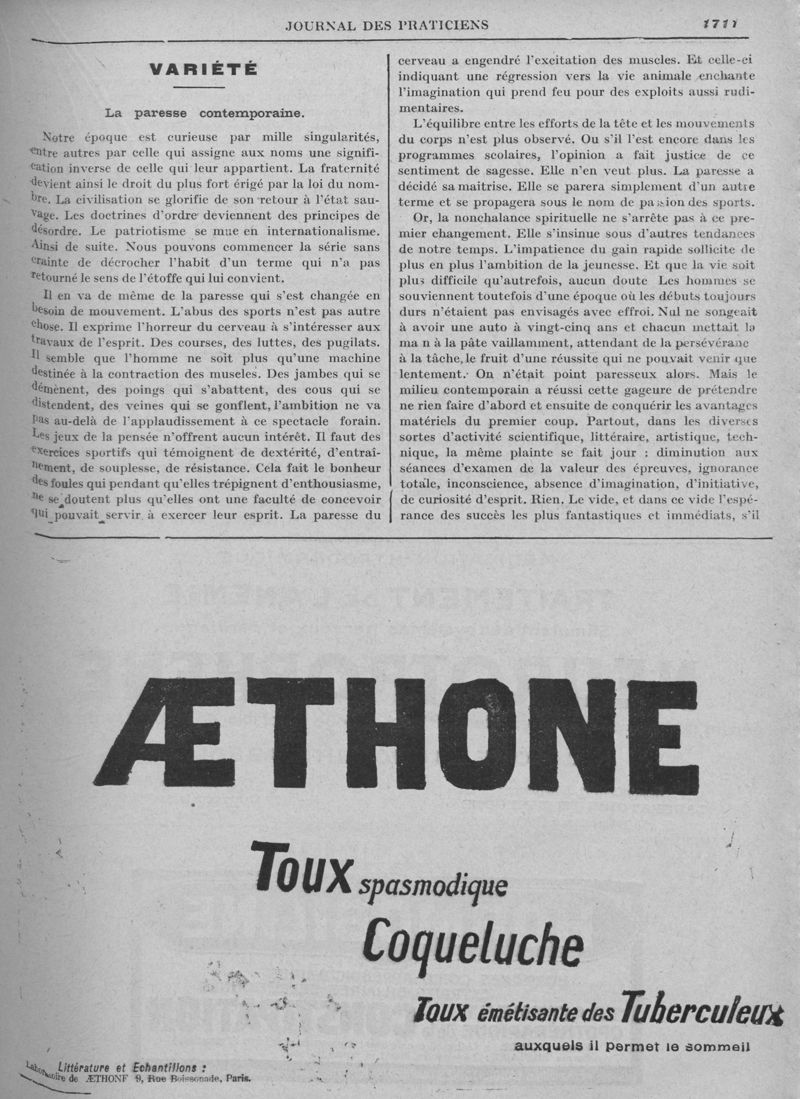 JOURNAL DES PRATICIENS 1711
VARIÉTÉ
La paresse contemporaine.
Notre époque est curieuse par mille singularités,
entre autres par celle qui assigne aux noms une signifi-
cation inverse de celle qui leur appartient. La fraternité
devient ainsi le droit du plus fort érigé par la loi du nom-
bre. La civilisation se glorifie de son retour à l'état sau-
vage. Les doctrines d'ordre deviennent des principes de
désordre. Le patriotisme se mue en internationalisme.
Ainsi de suite. Nous pouvons commencer la série sans
crainte de décrocher l'habit d'un terme qui n'a pas
retourné le sens de l'étoffe qui lui convient.
Il en va de même de la paresse qui s'est changée en
besoin de mouvement. L'abus des sports n'est pas autre
chose. Il exprime l'horreur du cerveau à s'intéresser aux
travaux de l'esprit. Des courses, des luttes, des pugilats.
Il semble que l'homme ne soit plus qu'une machine
destinée à la contraction des muscles. Des jambes qui se
démènent, des poings qui s'abattent, des cous qui se
distendent, des veines qui se gonflent, l'ambition ne va
pas au-delà de l'applaudissement à ce spectacle forain.
Les jeux de la pensée n'offrent aucun intérêt. Il faut des
exercices sportifs qui témoignent de dextérité, d'entraî-
nement, de souplesse, de résistance. Cela fait le bonheur
des foules qui pendant qu'elles trépignent d'enthousiasme,
ne se doutent plus qu'elles ont une faculté de concevoir
qui pouvait servir à exercer leur esprit. La paresse du
cerveau a engendré l'excitation des muscles. Et celle-ci
indiquant une régression vers la vie animale enchante
l'imagination qui prend feu pour des exploits aussi rudi-
mentaires.
L'équilibre entre les efforts de la tête et les mouvements
du corps n'est plus observé. Ou s'il l'est encore dans les
programmes scolaires, l'opinion a fait justice de ce
sentiment de sagesse. Elle n'en veut plus. La paresse a
décidé sa maitrise. Elle se parera simplement d'un autre
terme et se propagera sous le nom de passion des sports.
Or, la nonchalance spirituelle ne s'arrête pas à ce pre-
mier changement. Elle s'insinue sous d'autres tendances
de notre temps. L'impatience du gain rapide sollicite de
plus en plus l'ambition de la jeunesse. Et que la vie soit
plus difficile qu'autrefois, aucun doute Les hommes se
souviennent toutefois d'une époque où les débuts toujours
durs n'étaient pas envisagés avec effroi. Nul ne songeait
à avoir une auto à vingt-cinq ans et chacun mettait la
ma n à la pâte vaillamment, attendant de la persévéranc
à la tâche, le fruit d'une réussite qui ne pouvait venir que
lentement. On n'était point paresseux alors. Mais le
milieu contemporain a réussi cette gageure de prétendre
ne rien faire d'abord et ensuite de conquérir les avantages
matériels du premier coup. Partout, dans les diverses
sortes d'activité scientifique, littéraire, artistique, tech-
nique, la même plainte se fait jour : diminution aux
séances d'examen de la valeur des épreuves, ignorance
totale, inconscience, absence d'imagination, d'initiative,
de curiosité d'esprit. Rien. Le vide, et dans ce vide l'espé-
rance des succès les plus fantastiques et immédiats, s'il
ÆTHONE
Toux spasmodique
Coqueluche
Toux émétisante des Tuberculeux
auxquels il permet le sommeil
Littérature et Echantillons :
Laboratoire de ÆTHONE 9, Rue Boissonade, Paris.